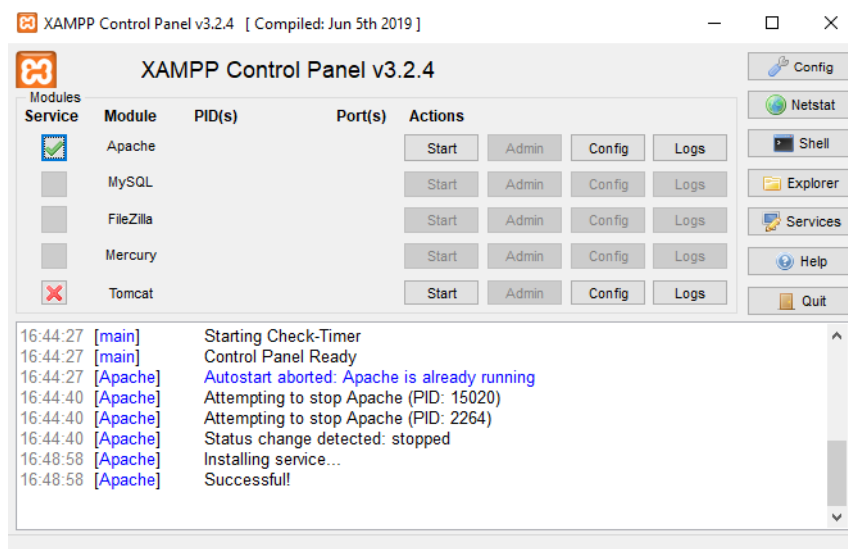 XAMPP Control Panel v3.2.4 [ Compiled: Jun 5th 2019 ]
XAMPP Control Panel v3.2.4
Config
Modules
Service Module PID(s) Port(s) Actions
Netstat
Apache Start Admin Config Logs
Shell
MySQL Start Admin Config Logs
Explorer
FileZilla Start Admin Config Logs
Services
Mercury Start Admin Config Logs
Help
Tomcat Start Admin Config Logs
Quit
16:44:27 [main] Starting Check-Timer
16:44:27 [main] Control Panel Ready
16:44:27 [Apache] Autostart aborted: Apache is already running
16:44:40 [Apache] Attempting to stop Apache (PID: 15020)
16:44:40 [Apache] Attempting to stop Apache (PID: 2264)
16:44:40 [Apache] Status change detected: stopped
16:48:58 [Apache] Installing service...
16:48:58 [Apache] Successful!